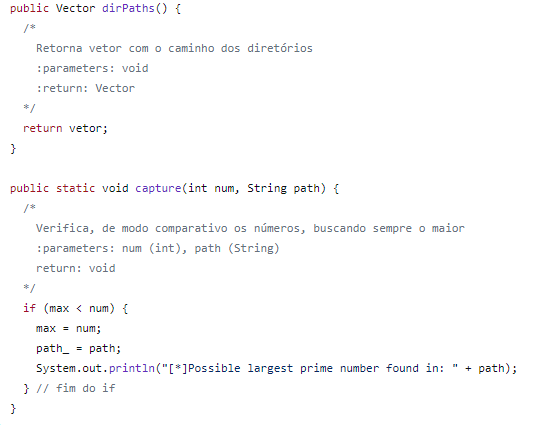 public Vector dirPaths() {
/*
Retorna vetor com o caminho dos diretórios
:parameters: void
:return: Vector
*/
return vetor;
}
public static void capture(int num, String path) {
/*
Verifica, de modo comparativo os números, buscando sempre o maior
:parameters: num (int), path (String)
return: void
*/
if (max < num) {
max = num;
path_ = path;
System.out.println("[*]Possible largest prime number found in: " + path);
} // fim do if
}